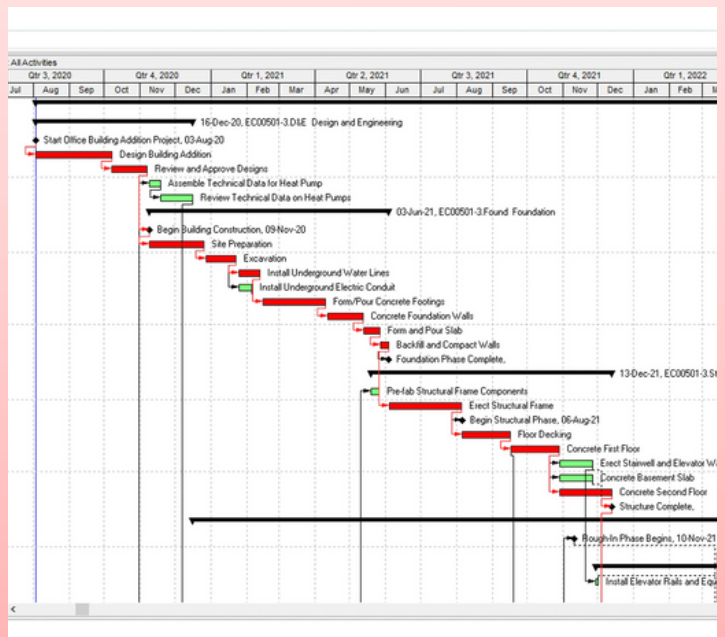 All Activities
Qtr 3, 2020 Qtr 4, 2020 Qtr 1, 2021 Qtr 2, 2021 Qtr 3, 2021 Qtr 4, 2021 Qtr 1, 2022
Jul Aug Sep Oct Nov Dec Jan Feb Mar Apr May Jun Jul Aug Sep Oct Nov Dec Jan Feb
16-Dec-20, EC00501-3.D&E Design and Engineering
Start Office Building Addition Project, 03-Aug-20
Design Building Addition
Review and Approve Designs
Assemble Technical Data for Heat Pump
Review Technical Data on Heat Pumps
03-Jun-21, EC00501-3.Found Foundation
Begin Building Construction, 09-Nov-20
Site Preparation
Excavation
Install Underground Water Lines
Install Underground Electric Conduit
Form/Pour Concrete Footings
Concrete Foundation Walls
Form and Pour Slab
Backfill and Compact Walls
Foundation Phase Complete,
13-Dec-21, EC00501-3.St
Pre-fab Structural Frame Components
Erect Structural Frame
Begin Structural Phase, 06-Aug-21
Floor Decking
Concrete First Floor
Erect Stairwell and Elevator Wa
Concrete Basement Slab
Concrete Second Floor
Structure Complete,
Rough-In Phase Begins, 10-Nov-21
Install Elevator Rails and Equ